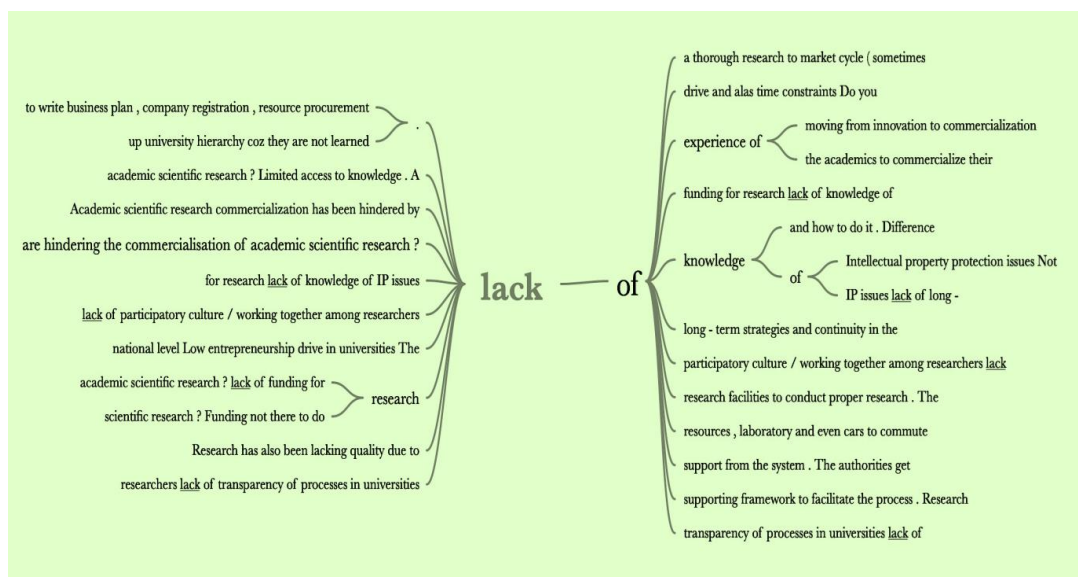 to write business plan , company registration , resource procurement
.
up university hierarchy coz they are not learned
academic scientific research ? Limited access to knowledge . A
Academic scientific research commercialization has been hindered by
are hindering the commercialisation of academic scientific research ?
for research lack of knowledge of IP issues
lack of participatory culture / working together among researchers
national level Low entrepreneurship drive in universities The
academic scientific research ? lack of funding for
research
scientific research ? Funding not there to do
Research has also been lacking quality due to
researchers lack of transparency of processes in universities
lack
of
a thorough research to market cycle ( sometimes
drive and alas time constraints Do you
experience of
moving from innovation to commercialization
the academics to commercialize their
funding for research lack of knowledge of
knowledge
and how to do it . Difference
of
Intellectual property protection issues Not
IP issues lack of long -
long - term strategies and continuity in the
participatory culture / working together among researchers lack
research facilities to conduct proper research . The
resources , laboratory and even cars to commute
support from the system . The authorities get
supporting framework to facilitate the process . Research
transparency of processes in universities lack of